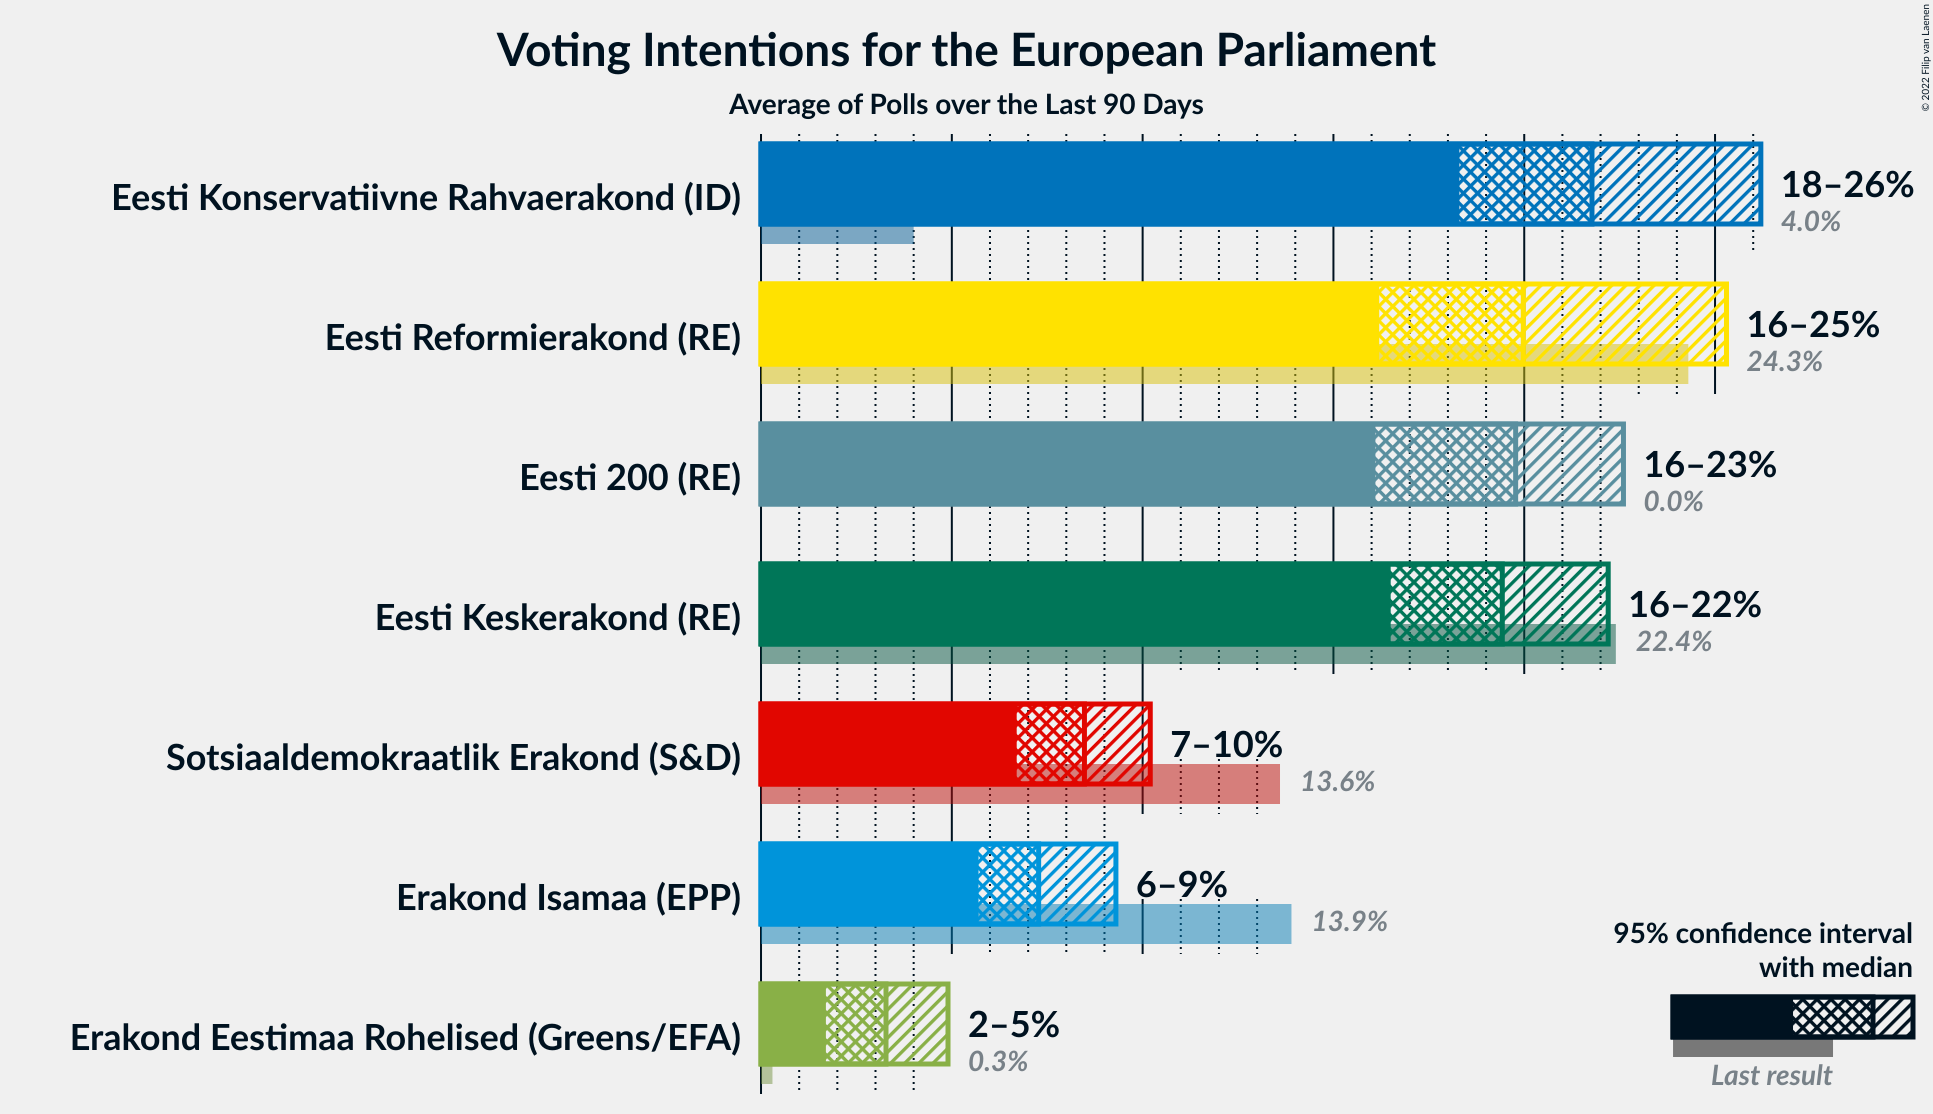 Voting Intentions for the European Parliament
Average of Polls over the Last 90 Days
© 2022 Filip van Laenen
Eesti Konservatiivne Rahvaerakond (ID)
18–26%
4.0%
Eesti Reformierakond (RE)
16–25%
24.3%
Eesti 200 (RE)
16–23%
0.0%
Eesti Keskerakond (RE)
16–22%
22.4%
Sotsiaaldemokraatlik Erakond (S&D)
7–10%
13.6%
Erakond Isamaa (EPP)
6–9%
13.9%
Erakond Eestimaa Rohelised (Greens/EFA)
2–5%
0.3%
95% confidence interval
with median
Last result